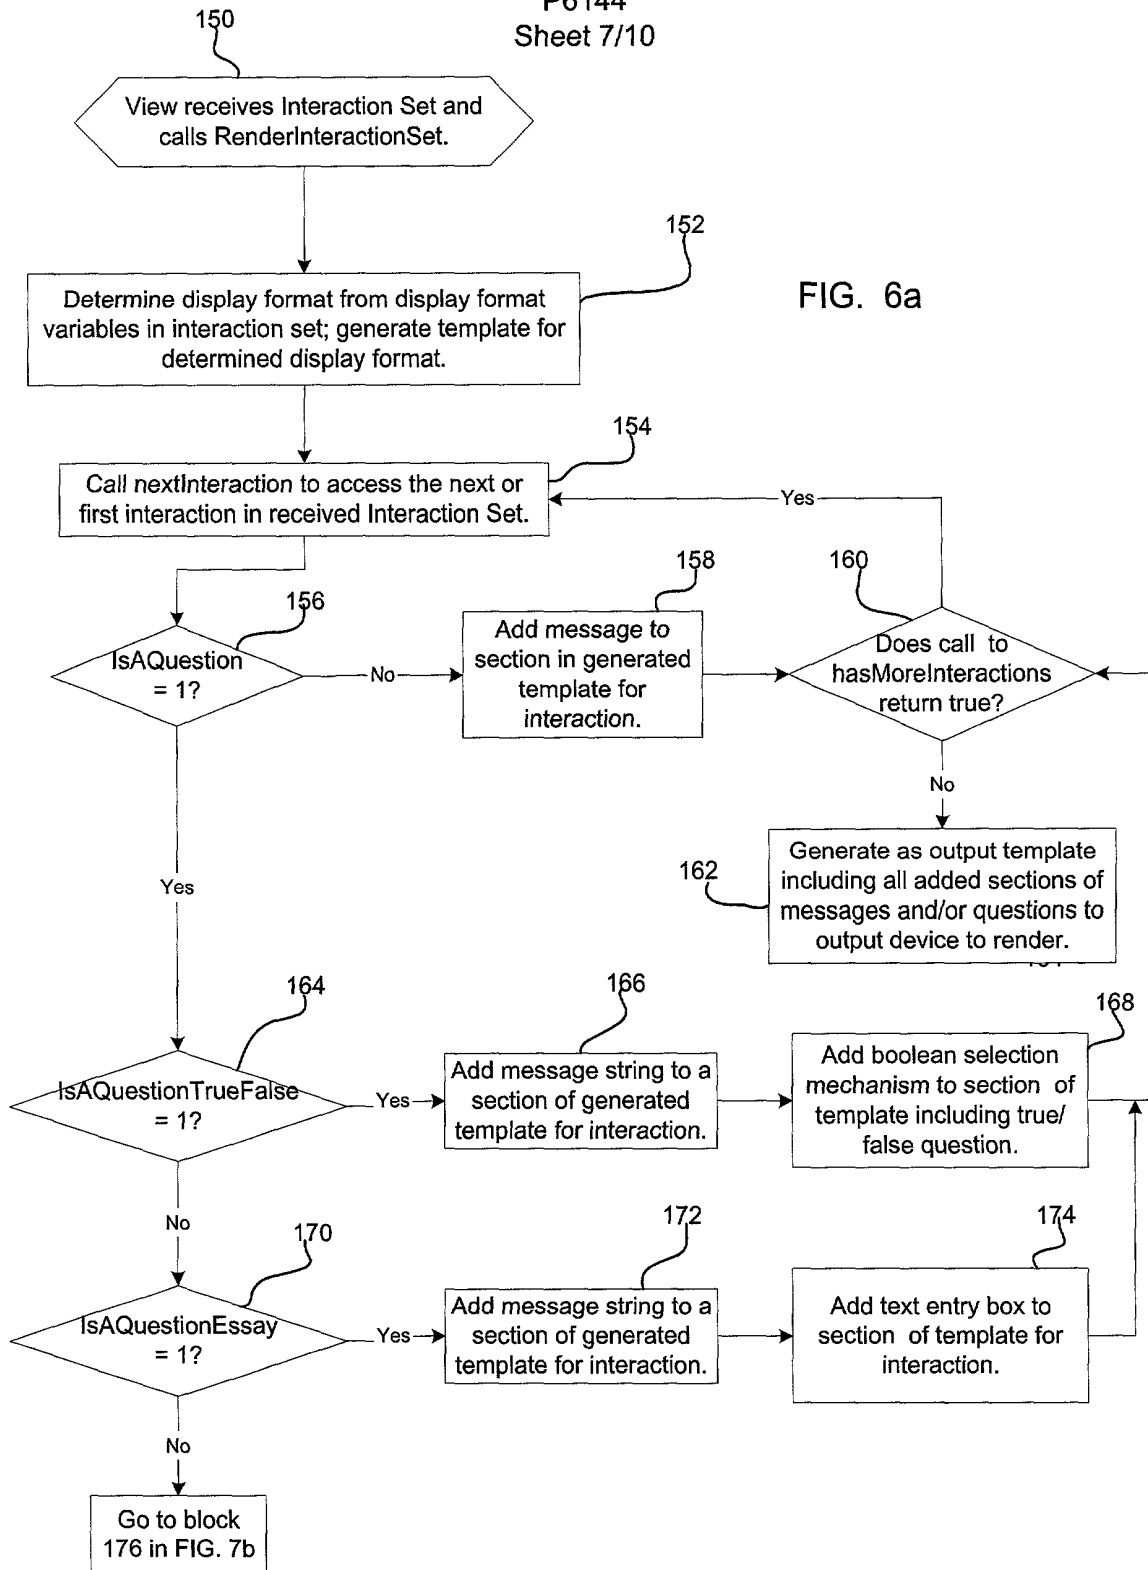 P6144
Sheet 7/10
150
View receives Interaction Set and
calls RenderInteractionSet.
152
Determine display format from display format
variables in interaction set; generate template for
determined display format.
FIG. 6a
154
Call nextInteraction to access the next or
first interaction in received Interaction Set.
Yes
156
IsAQuestion
= 1?
No
158
Add message to
section in generated
template for
interaction.
160
Does call to
hasMoreInteractions
return true?
No
Yes
162
Generate as output template
including all added sections of
messages and/or questions to
output device to render.
164
IsAQuestionTrueFalse
= 1?
Yes
166
Add message string to a
section of generated
template for interaction.
168
Add boolean selection
mechanism to section of
template including true/
false question.
No
170
IsAQuestionEssay
= 1?
Yes
172
Add message string to a
section of generated
template for interaction.
174
Add text entry box to
section of template for
interaction.
No
Go to block
176 in FIG. 7b